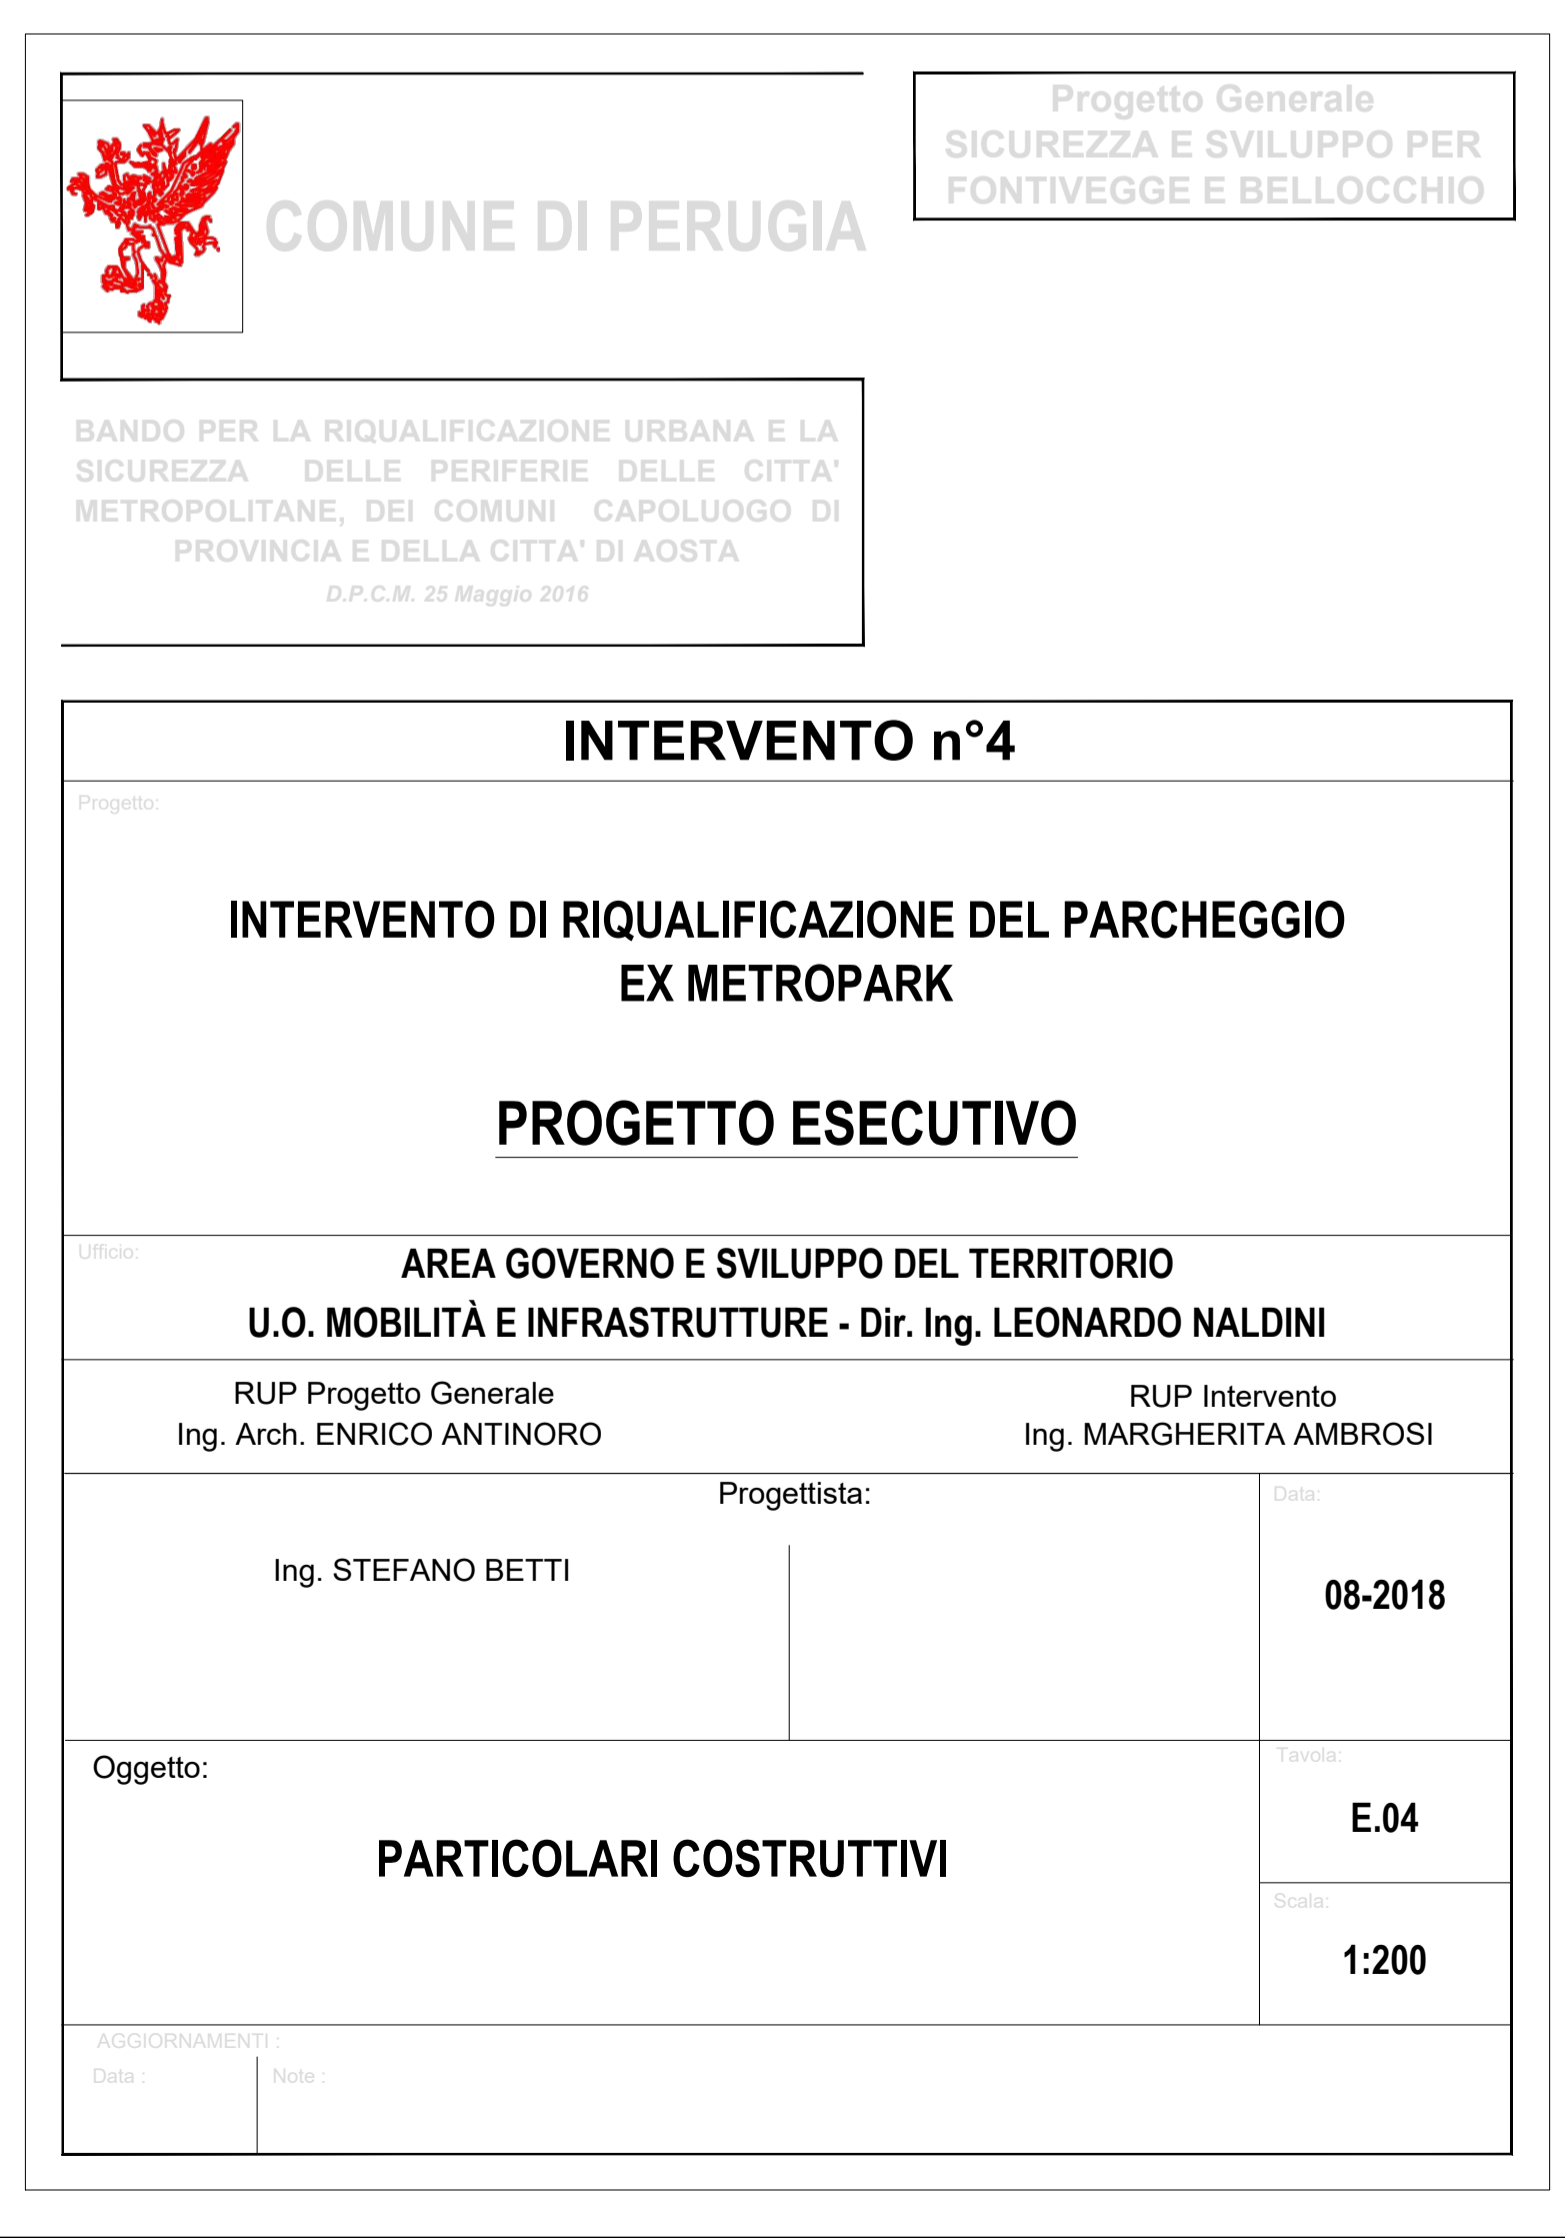 COMUNE DI PERUGIA
Progetto Generale
SICUREZZA E SVILUPPO PER
FONTIVEGGE E BELLOCCHIO
BANDO PER LA RIQUALIFICAZIONE URBANA E LA
SICUREZZA DELLE PERIFERIE DELLE CITTA'
METROPOLITANE, DEI COMUNI CAPOLUOGO DI
PROVINCIA E DELLA CITTA' DI AOSTA
D.P.C.M. 25 Maggio 2016
INTERVENTO n°4
Progetto:
INTERVENTO DI RIQUALIFICAZIONE DEL PARCHEGGIO
EX METROPARK
PROGETTO ESECUTIVO
Ufficio:
AREA GOVERNO E SVILUPPO DEL TERRITORIO
U.O. MOBILITÀ E INFRASTRUTTURE - Dir. Ing. LEONARDO NALDINI
RUP Progetto Generale
Ing. Arch. ENRICO ANTINORO
RUP Intervento
Ing. MARGHERITA AMBROSI
Progettista:
Ing. STEFANO BETTI
Data:
08-2018
Oggetto:
PARTICOLARI COSTRUTTIVI
Tavola:
E.04
Scala:
1:200
AGGIORNAMENTI :
Data :
Note :